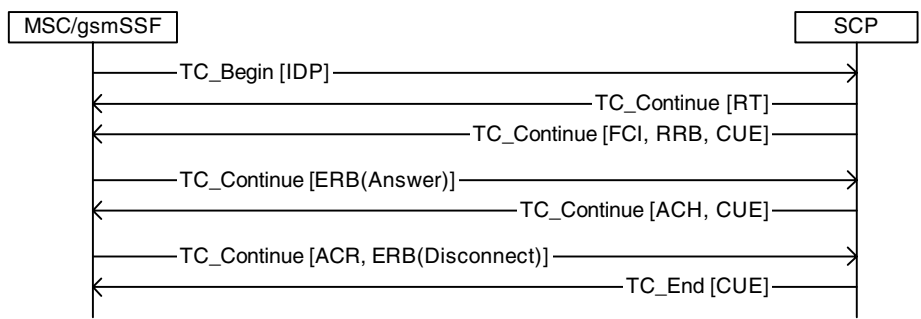 MSC/gsmSSF
SCP
TC_Begin [IDP]
TC_Continue [RT]
TC_Continue [FCI, RRB, CUE]
TC_Continue [ERB(Answer)]
TC_Continue [ACH, CUE]
TC_Continue [ACR, ERB(Disconnect)]
TC_End [CUE]